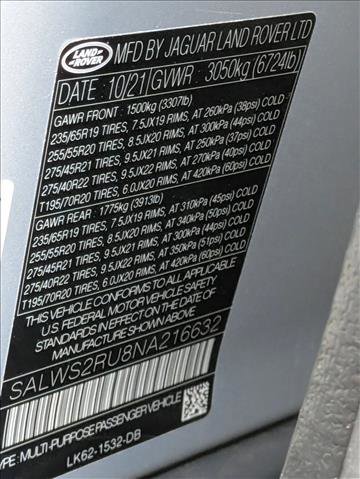 LAND-
ROVER
MFD BY JAGUAR LAND ROVER LTD
DATE : 10/21 GVWR : 3050kg (6724lb)
GAWR FRONT : 1500kg (3307lb)
235/65R19 TIRES, 7.5JX19 RIMS, AT 260kPa (38psi) COLD
255/55R20 TIRES, 8.5JX20 RIMS, AT 300kPa (44psi) COLD
275/45R21 TIRES, 9.5JX21 RIMS, AT 250kPa (37psi) COLD
275/40R22 TIRES, 9.5JX22 RIMS, AT 270kPa (40psi) COLD
T195/70R20 TIRES, 6.0JX20 RIMS, AT 420kPa (60psi) COLD
GAWR REAR : 1775kg (3913lb)
235/65R19 TIRES, 7.5JX19 RIMS, AT 310kPa (45psi) COLD
255/55R20 TIRES, 8.5JX20 RIMS, AT 340kPa (50psi) COLD
275/45R21 TIRES, 9.5JX21 RIMS, AT 300kPa (44psi) COLD
275/40R22 TIRES, 9.5JX22 RIMS, AT 350kPa (51psi) COLD
T195/70R20 TIRES, 6.0JX20 RIMS, AT 420kPa (60psi) COLD
THIS VEHICLE CONFORMS TO ALL APPLICABLE
U.S. FEDERAL MOTOR VEHICLE SAFETY
STANDARDS IN EFFECT ON THE DATE OF
MANUFACTURE SHOWN ABOVE.
SALWS2RU8NA216632
YPE : MULTI-PURPOSE PASSENGER VEHICLE
LK62-1532-DB